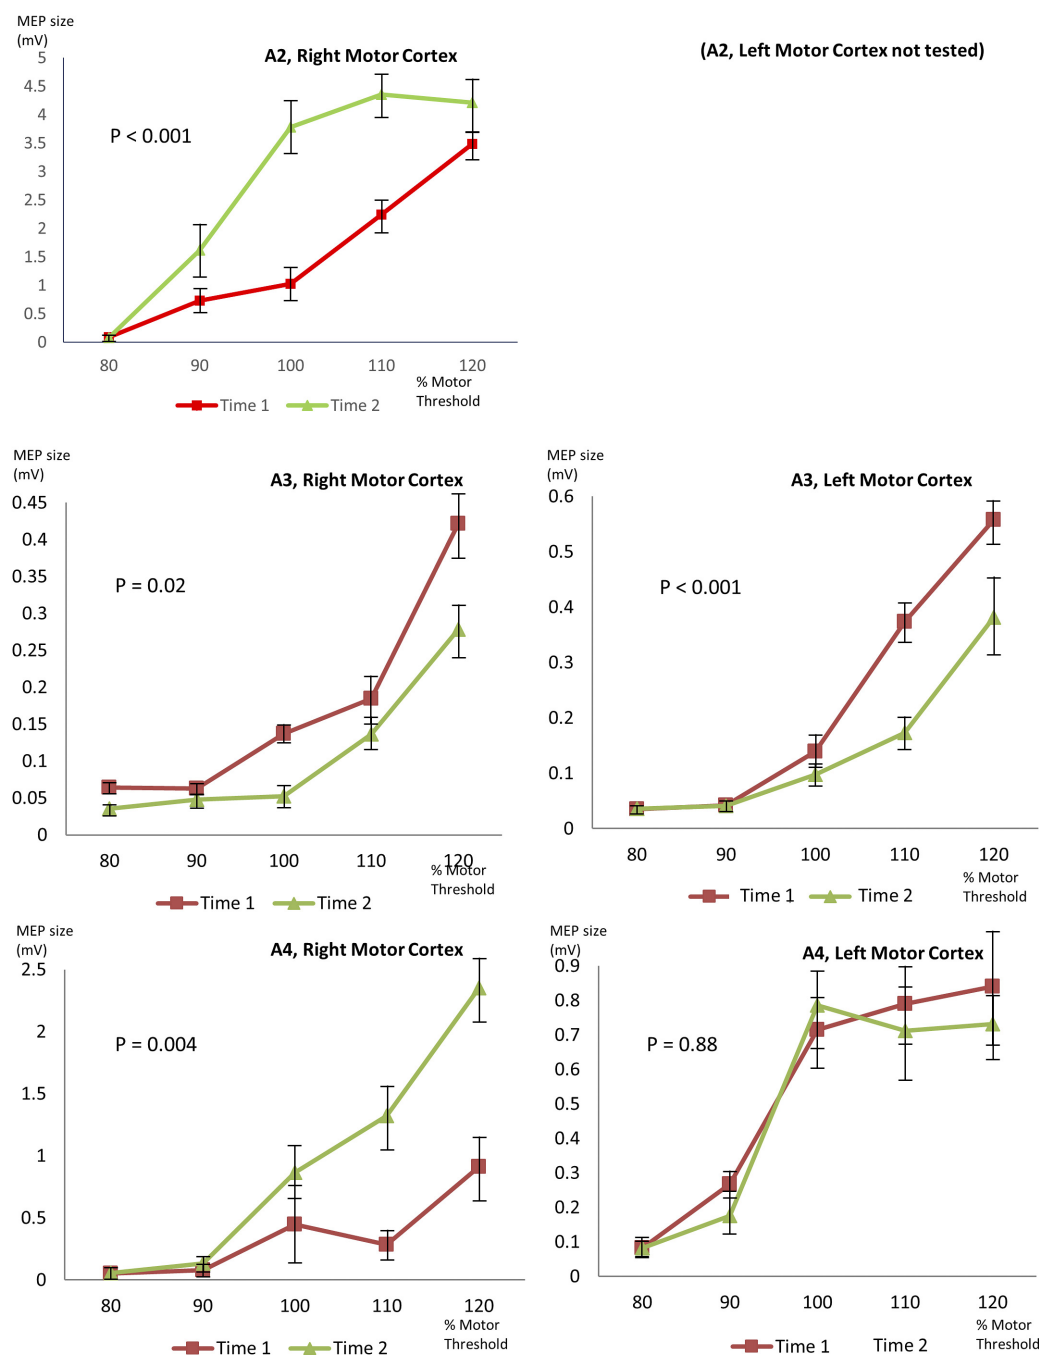 MEP size
(mV)
A2, Right Motor Cortex
5
4.5
4
3.5
3
2.5
2
1.5
1
0.5
0
P < 0.001
80 90 100 110 120
% Motor
Threshold
Time 1 Time 2
(A2, Left Motor Cortex not tested)
MEP size
(mV)
A3, Right Motor Cortex
0.45
0.4
0.35
0.3
0.25
0.2
0.15
0.1
0.05
0
P = 0.02
80 90 100 110 120
% Motor
Threshold
Time 1 Time 2
MEP size
(mV)
A3, Left Motor Cortex
0.6
0.5
0.4
0.3
0.2
0.1
0
P < 0.001
80 90 100 110 120
% Motor
Threshold
Time 1 Time 2
MEP size
(mV)
A4, Right Motor Cortex
2.5
2
1.5
1
0.5
0
P = 0.004
80 90 100 110 120
% Motor
Threshold
Time 1 Time 2
MEP size
(mV)
A4, Left Motor Cortex
0.9
0.8
0.7
0.6
0.5
0.4
0.3
0.2
0.1
0
P = 0.88
80 90 100 110 120
% Motor
Threshold
Time 1 Time 2